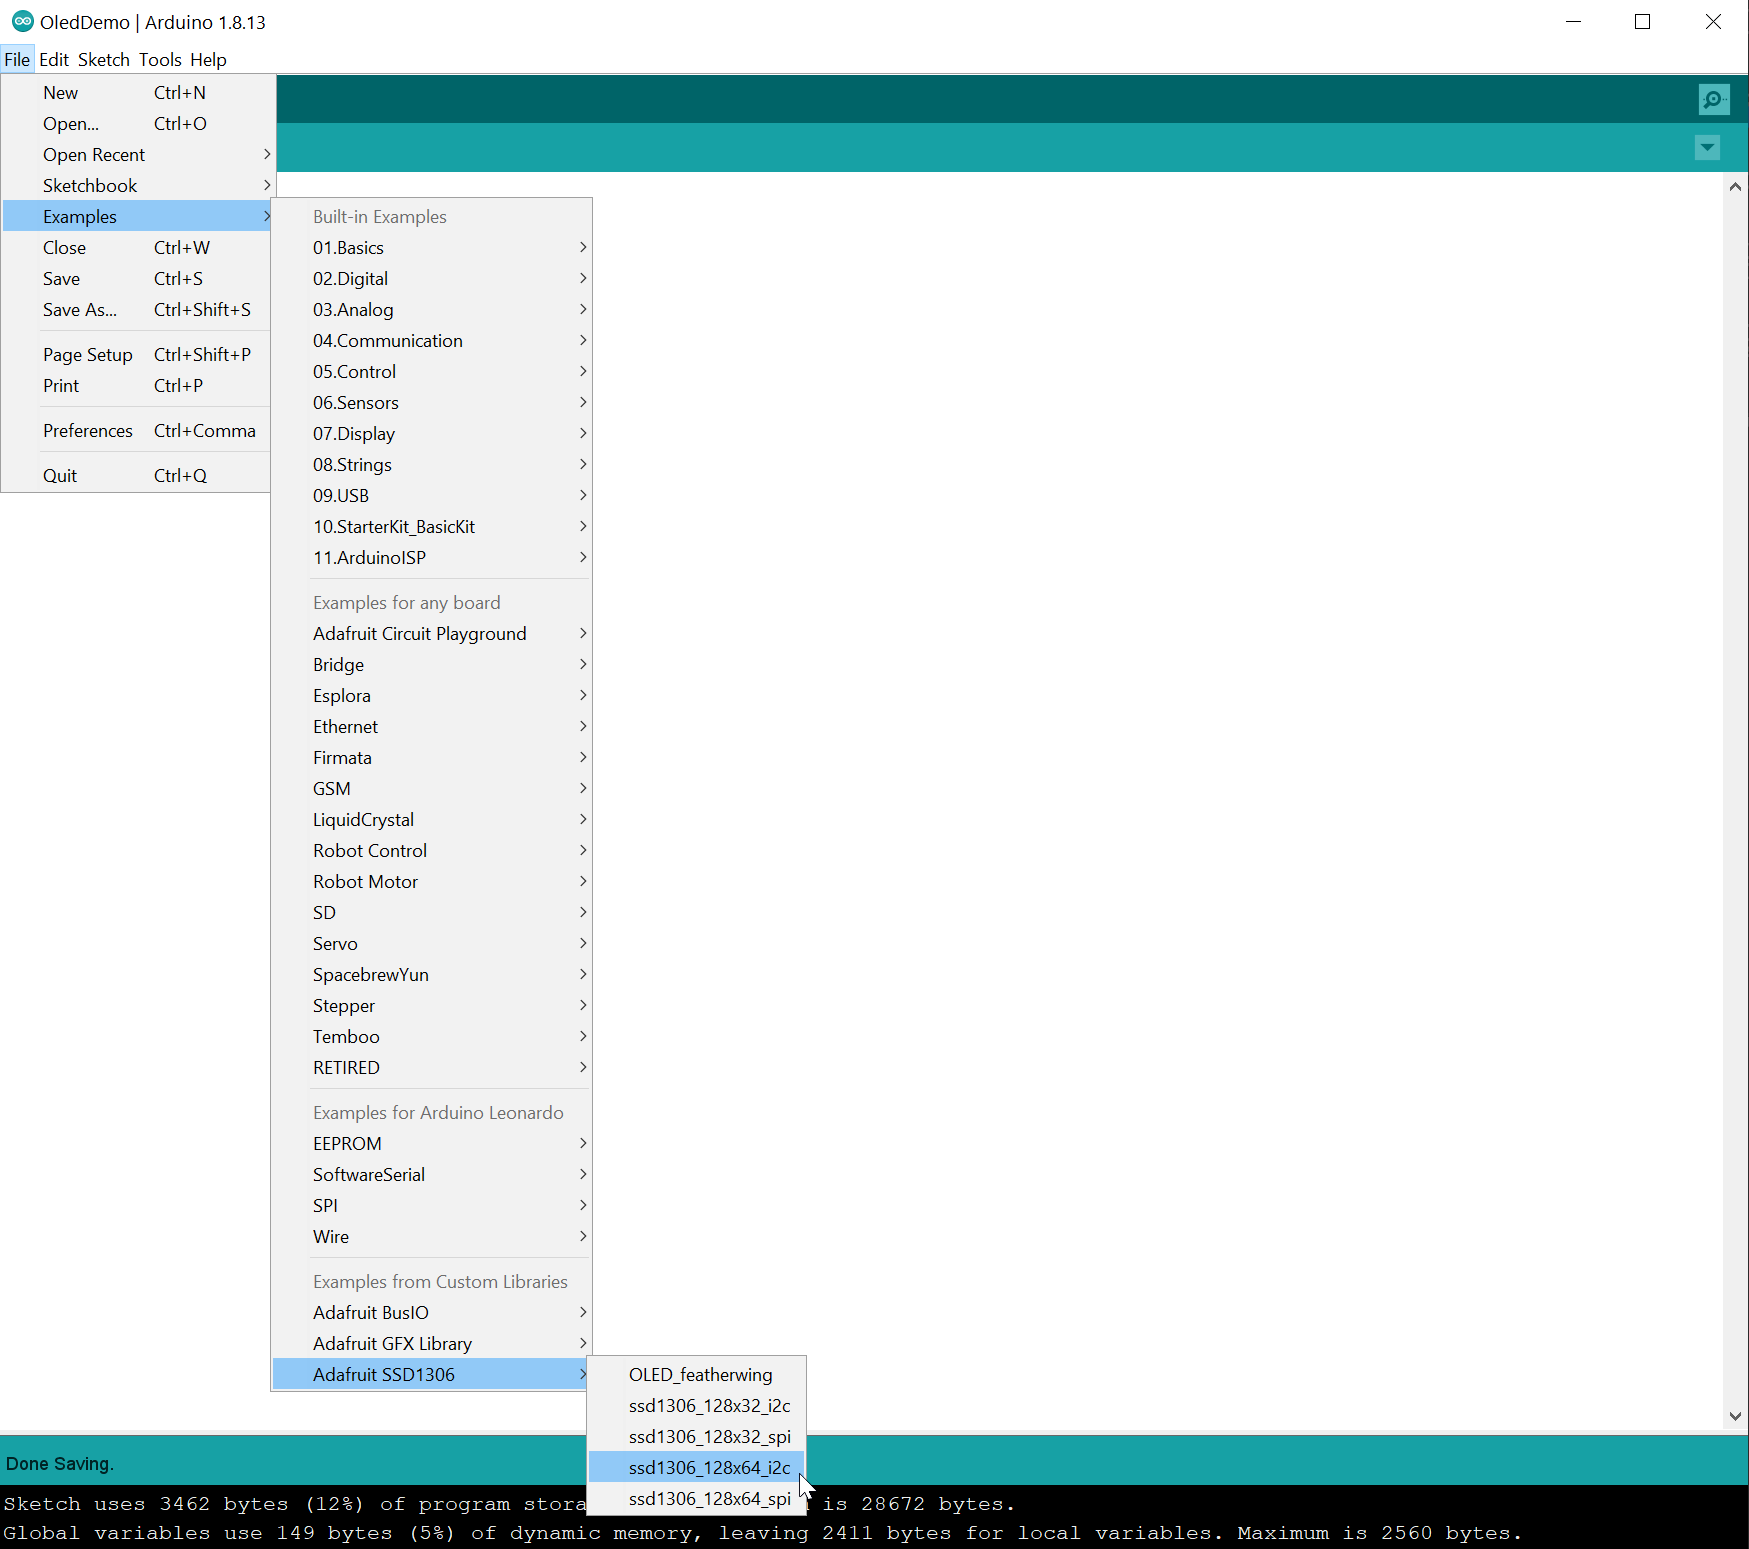 OledDemo | Arduino 1.8.13
File Edit Sketch Tools Help
New Ctrl+N
Open... Ctrl+O
Open Recent
Sketchbook
Examples
Close Ctrl+W
Save Ctrl+S
Save As... Ctrl+Shift+S
Page Setup Ctrl+Shift+P
Print Ctrl+P
Preferences Ctrl+Comma
Quit Ctrl+Q
Built-in Examples
01.Basics
02.Digital
03.Analog
04.Communication
05.Control
06.Sensors
07.Display
08.Strings
09.USB
10.StarterKit_BasicKit
11.ArduinoISP
Examples for any board
Adafruit Circuit Playground
Bridge
Esplora
Ethernet
Firmata
GSM
LiquidCrystal
Robot Control
Robot Motor
SD
Servo
SpacebrewYun
Stepper
Temboo
RETIRED
Examples for Arduino Leonardo
EEPROM
SoftwareSerial
SPI
Wire
Examples from Custom Libraries
Adafruit BusIO
Adafruit GFX Library
Adafruit SSD1306
OLED_featherwing
ssd1306_128x32_i2c
ssd1306_128x32_spi
ssd1306_128x64_i2c
ssd1306_128x64_spi
Done Saving.
Sketch uses 3462 bytes (12%) of program stora is 28672 bytes.
Global variables use 149 bytes (5%) of dynamic memory, leaving 2411 bytes for local variables. Maximum is 2560 bytes.